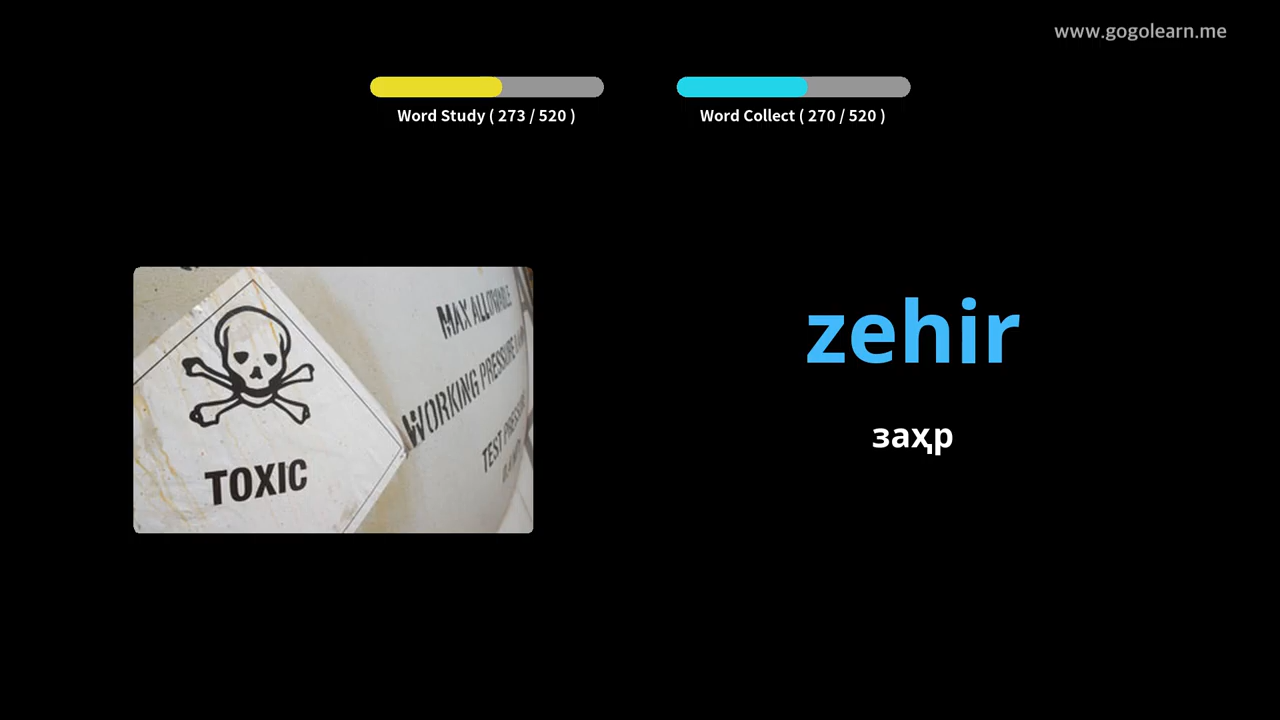 www.gogolearn.me
Word Study ( 273 / 520 )
Word Collect ( 270 / 520 )
zehir
заҳр
MAX ALLOWABLE
WORKING PRESSURE
TEST PRESSURE
TOXIC